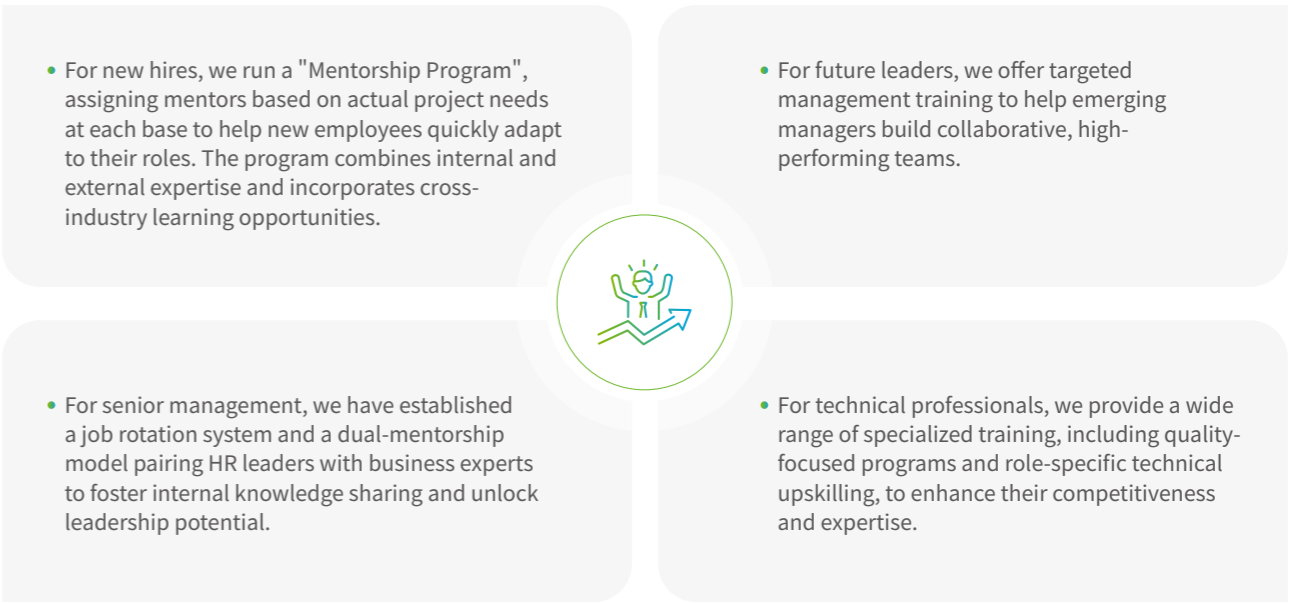 • For new hires, we run a "Mentorship Program",
assigning mentors based on actual project needs
at each base to help new employees quickly adapt
to their roles. The program combines internal and
external expertise and incorporates cross-
industry learning opportunities.
• For future leaders, we offer targeted
management training to help emerging
managers build collaborative, high-
performing teams.
• For senior management, we have established
a job rotation system and a dual-mentorship
model pairing HR leaders with business experts
to foster internal knowledge sharing and unlock
leadership potential.
• For technical professionals, we provide a wide
range of specialized training, including quality-
focused programs and role-specific technical
upskilling, to enhance their competitiveness
and expertise.